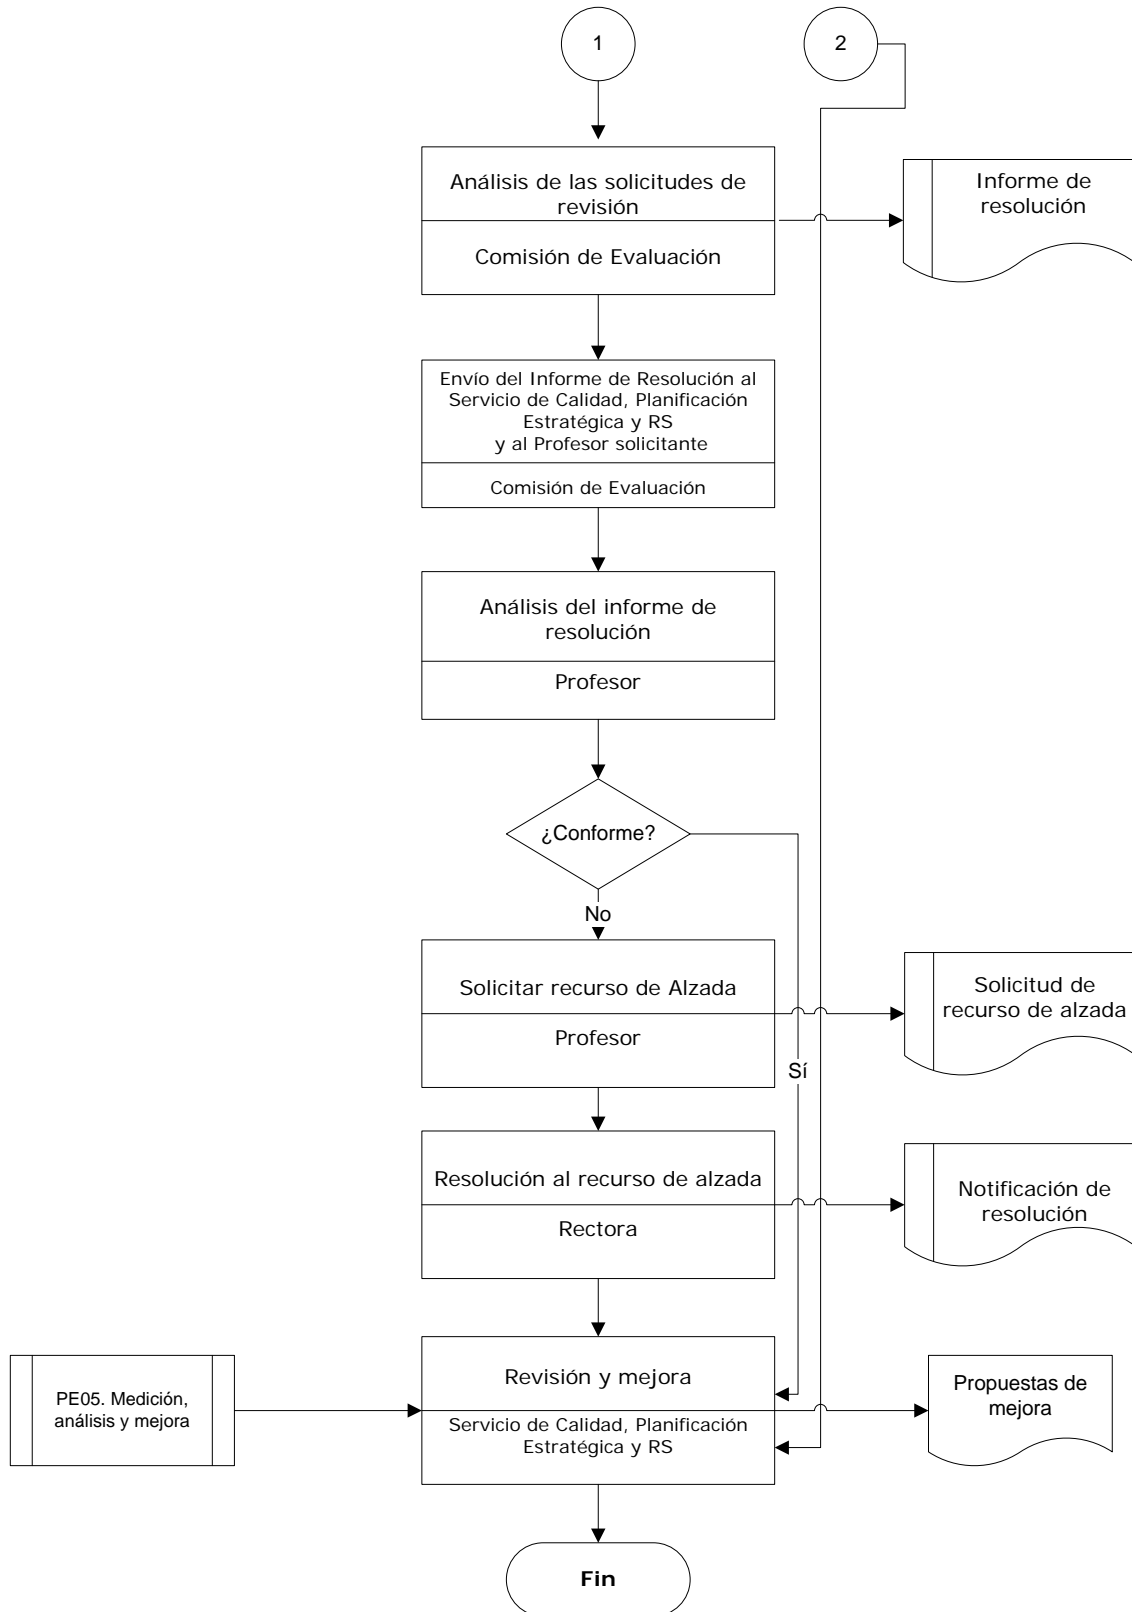 1
2
Análisis de las solicitudes de
revisión
Comisión de Evaluación
Informe de
resolución
Envío del Informe de Resolución al
Servicio de Calidad, Planificación
Estratégica y RS
y al Profesor solicitante
Comisión de Evaluación
Análisis del informe de
resolución
Profesor
¿Conforme?
No
Sí
Solicitar recurso de Alzada
Profesor
Solicitud de
recurso de alzada
Resolución al recurso de alzada
Rectora
Notificación de
resolución
PE05. Medición,
análisis y mejora
Revisión y mejora
Servicio de Calidad, Planificación
Estratégica y RS
Propuestas de
mejora
Fin